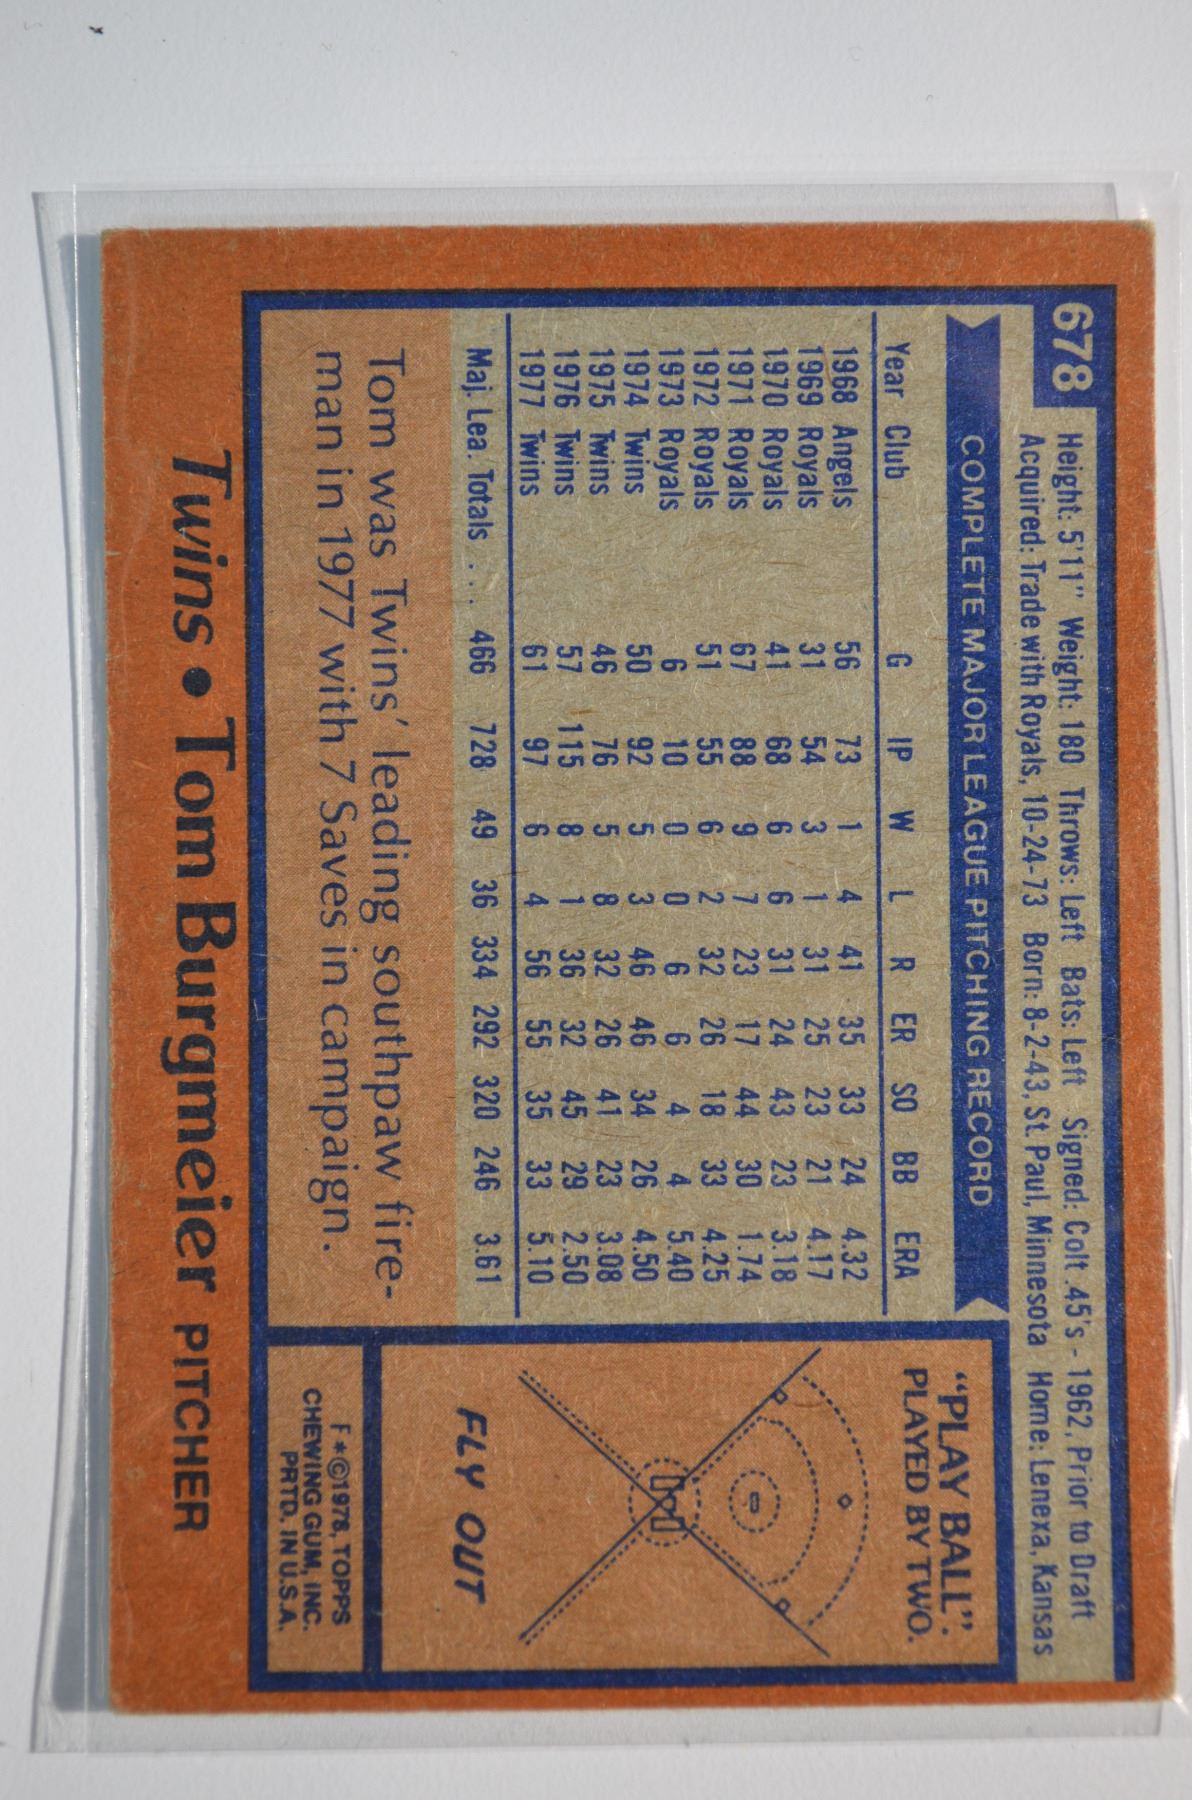 678
Height: 5'11" Weight: 180 Throws: Left Bats: Left Signed: Colt .45's - 1962, Prior to Draft
Acquired: Trade with Royals, 10-24-73 Born: 8-2-43, St. Paul, Minnesota Home: Lenexa, Kansas
COMPLETE MAJOR LEAGUE PITCHING RECORD
Year Club G IP W L R ER SO BB ERA
1968 Angels 56 73 1 4 41 35 33 24 4.32
1969 Royals 31 54 3 1 31 25 23 21 4.17
1970 Royals 41 68 6 6 31 24 43 23 3.18
1971 Royals 67 88 9 7 23 17 44 30 1.74
1972 Royals 51 55 6 2 32 26 18 33 4.25
1973 Royals 6 10 0 0 6 6 4 4 5.40
1974 Twins 50 92 5 3 46 46 34 26 4.50
1975 Twins 46 76 5 8 32 26 41 23 3.08
1976 Twins 57 115 8 1 36 32 45 29 2.50
1977 Twins 61 97 6 4 56 55 35 33 5.10
Maj. Lea. Totals . . . 466 728 49 36 334 292 320 246 3.61
Tom was Twins' leading southpaw fire-
man in 1977 with 7 Saves in campaign.
"PLAY BALL".
PLAYED BY TWO.
FLY OUT
F*©1978, TOPPS
CHEWING GUM, INC.
PRTD. IN U.S.A.
Twins • Tom Burgmeier PITCHER